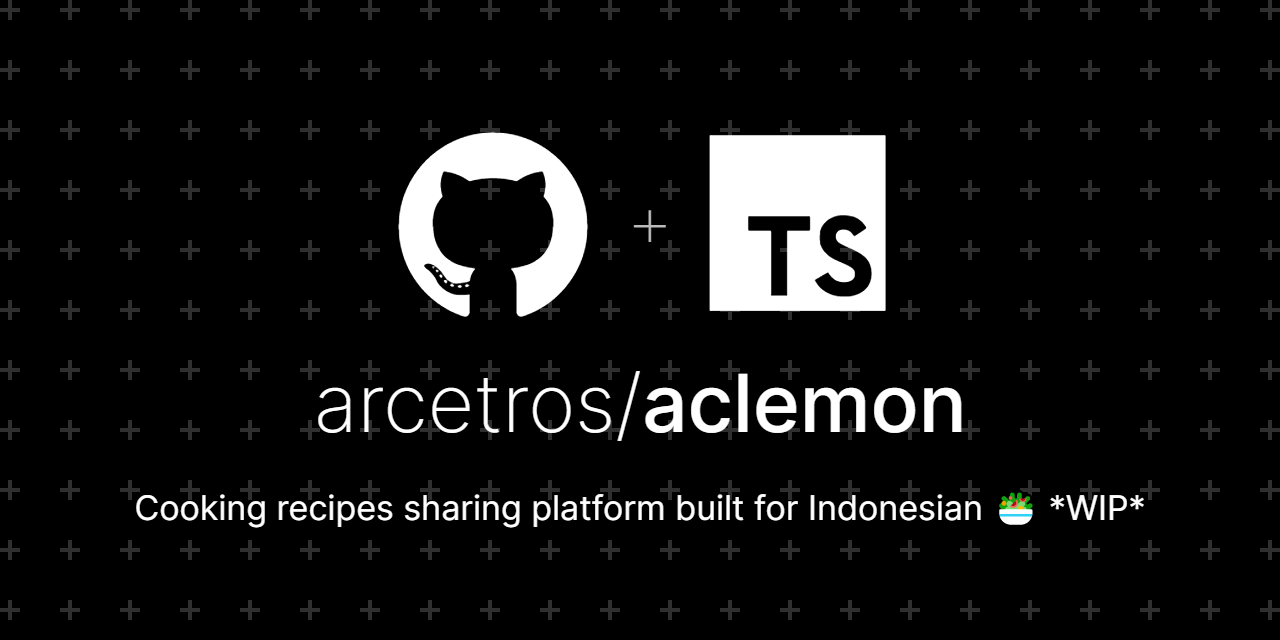 TS
arcetros/aclemon
Cooking recipes sharing platform built for Indonesian 🥗 *WIP*